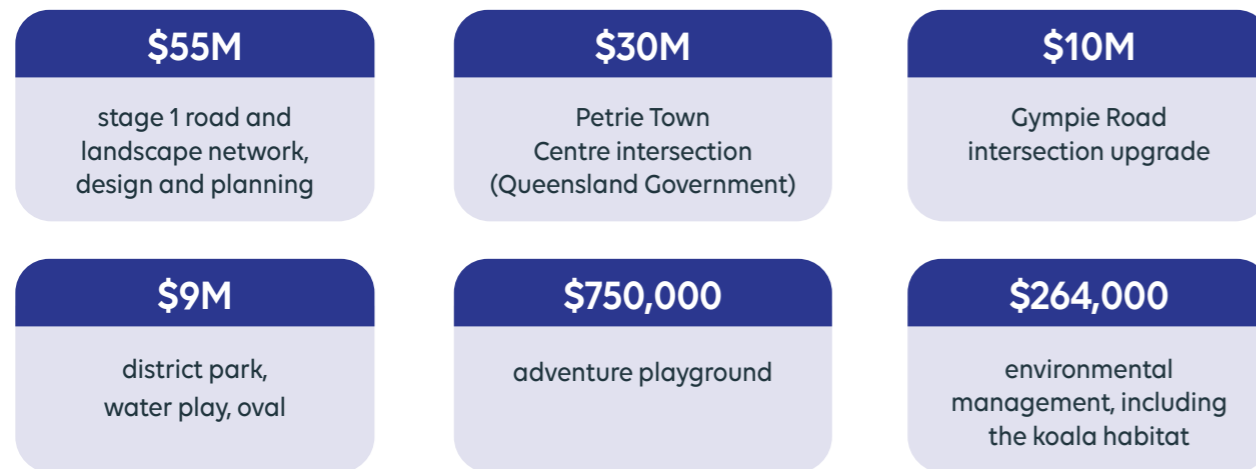 $55M
stage 1 road and
landscape network,
design and planning
$30M
Petrie Town
Centre intersection
(Queensland Government)
$10M
Gympie Road
intersection upgrade
$9M
district park,
water play, oval
$750,000
adventure playground
$264,000
environmental
management, including
the koala habitat